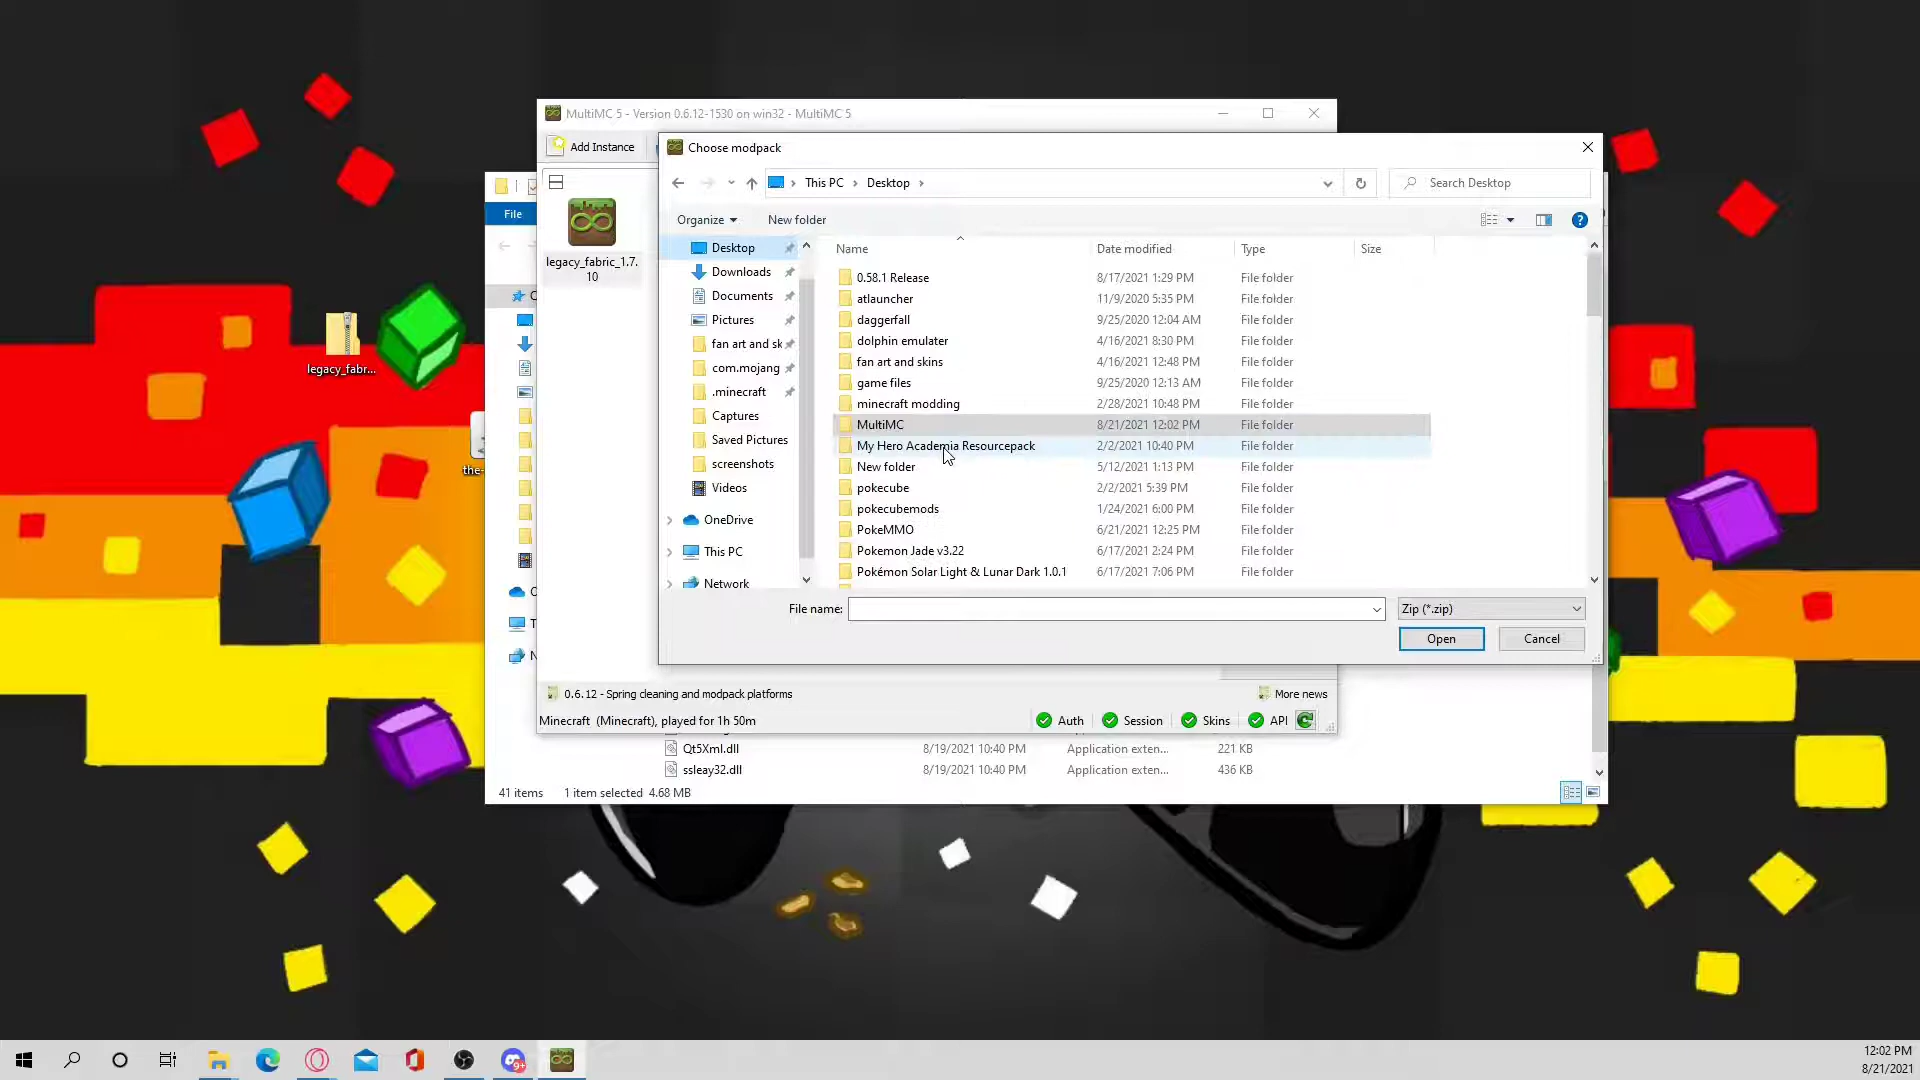 MultiMC 5 - Version 0.6.12-1530 on win32 - MultiMC 5
Add Instance
Choose modpack
This PC
Desktop
Search Desktop
File
Organize
New folder
legacy_fabric_1.7.
10
Name
Date modified
Type
Size
Desktop
Downloads
Documents
Pictures
fan art and sk
com.mojang
.minecraft
Captures
Saved Pictures
screenshots
Videos
OneDrive
This PC
Network
0.58.1 Release 8/17/2021 1:29 PM File folder
atlauncher 11/9/2020 5:35 PM File folder
daggerfall 9/25/2020 12:04 AM File folder
dolphin emulater 4/16/2021 8:30 PM File folder
fan art and skins 4/16/2021 12:48 PM File folder
game files 9/25/2020 12:13 AM File folder
minecraft modding 2/28/2021 10:48 PM File folder
MultiMC 8/21/2021 12:02 PM File folder
My Hero Academia Resourcepack 2/2/2021 10:40 PM File folder
New folder 5/12/2021 1:13 PM File folder
pokecube 2/2/2021 5:39 PM File folder
pokecubemods 1/24/2021 6:00 PM File folder
PokeMMO 6/21/2021 12:25 PM File folder
Pokemon Jade v3.22 6/17/2021 2:24 PM File folder
Pokémon Solar Light & Lunar Dark 1.0.1 6/17/2021 7:06 PM File folder
File name:
Zip (*.zip)
Open
Cancel
legacy_fabr...
0.6.12 - Spring cleaning and modpack platforms
More news
Minecraft (Minecraft), played for 1h 50m
Auth
Session
Skins
API
Qt5Xml.dll 8/19/2021 10:40 PM Application exten... 221 KB
ssleay32.dll 8/19/2021 10:40 PM Application exten... 436 KB
41 items 1 item selected 4.68 MB
9+
12:02 PM
8/21/2021